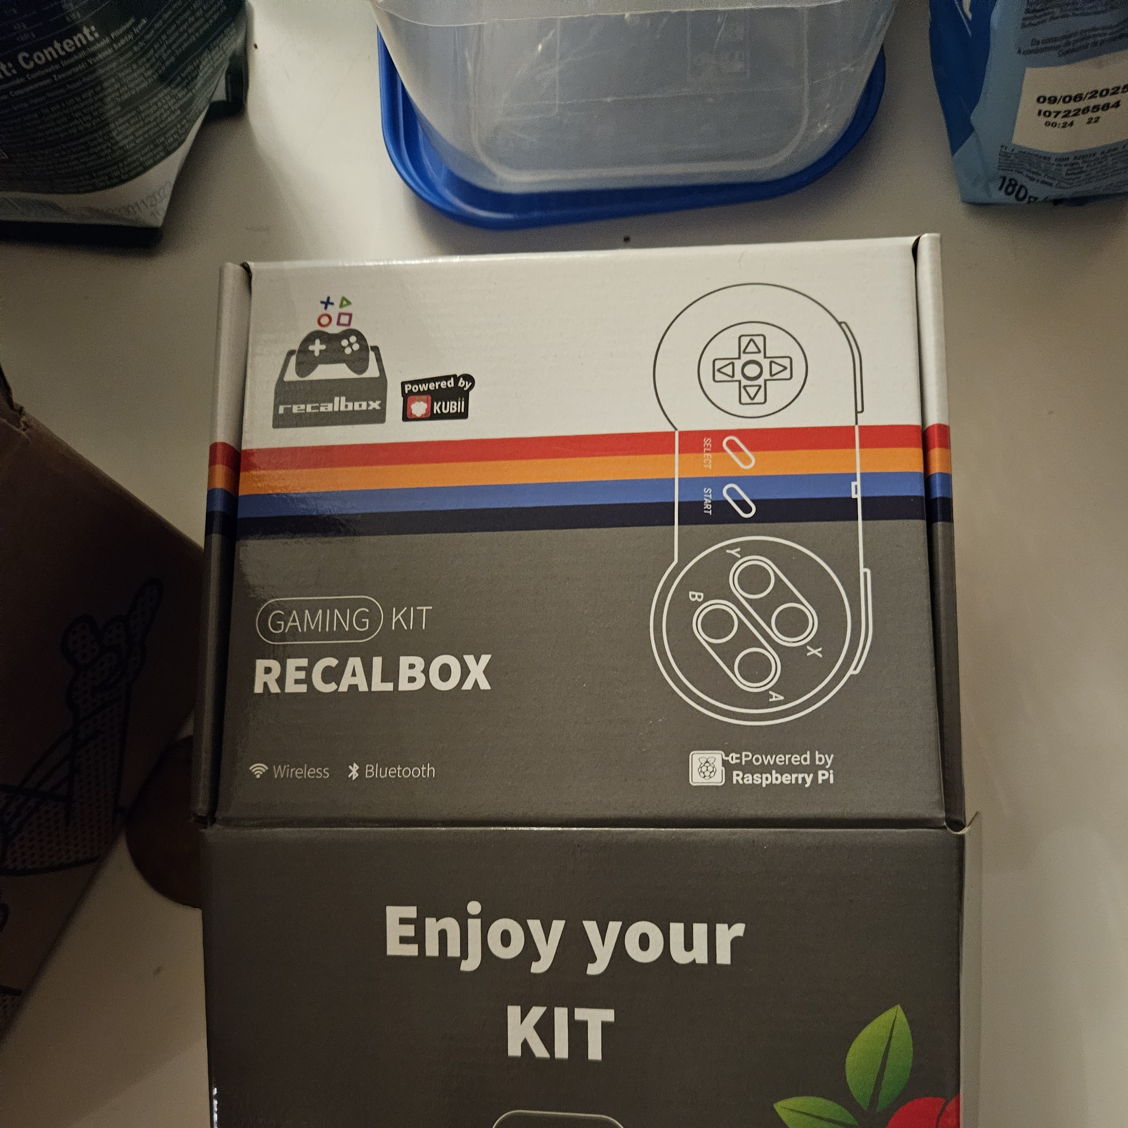 Content:
09/06/2025
I07226564
00:24 22
180g
recalbox
Powered by
KUBii
SELECT
START
Y
B
X
A
GAMING KIT
RECALBOX
Wireless Bluetooth
Powered by
Raspberry Pi
Enjoy your
KIT